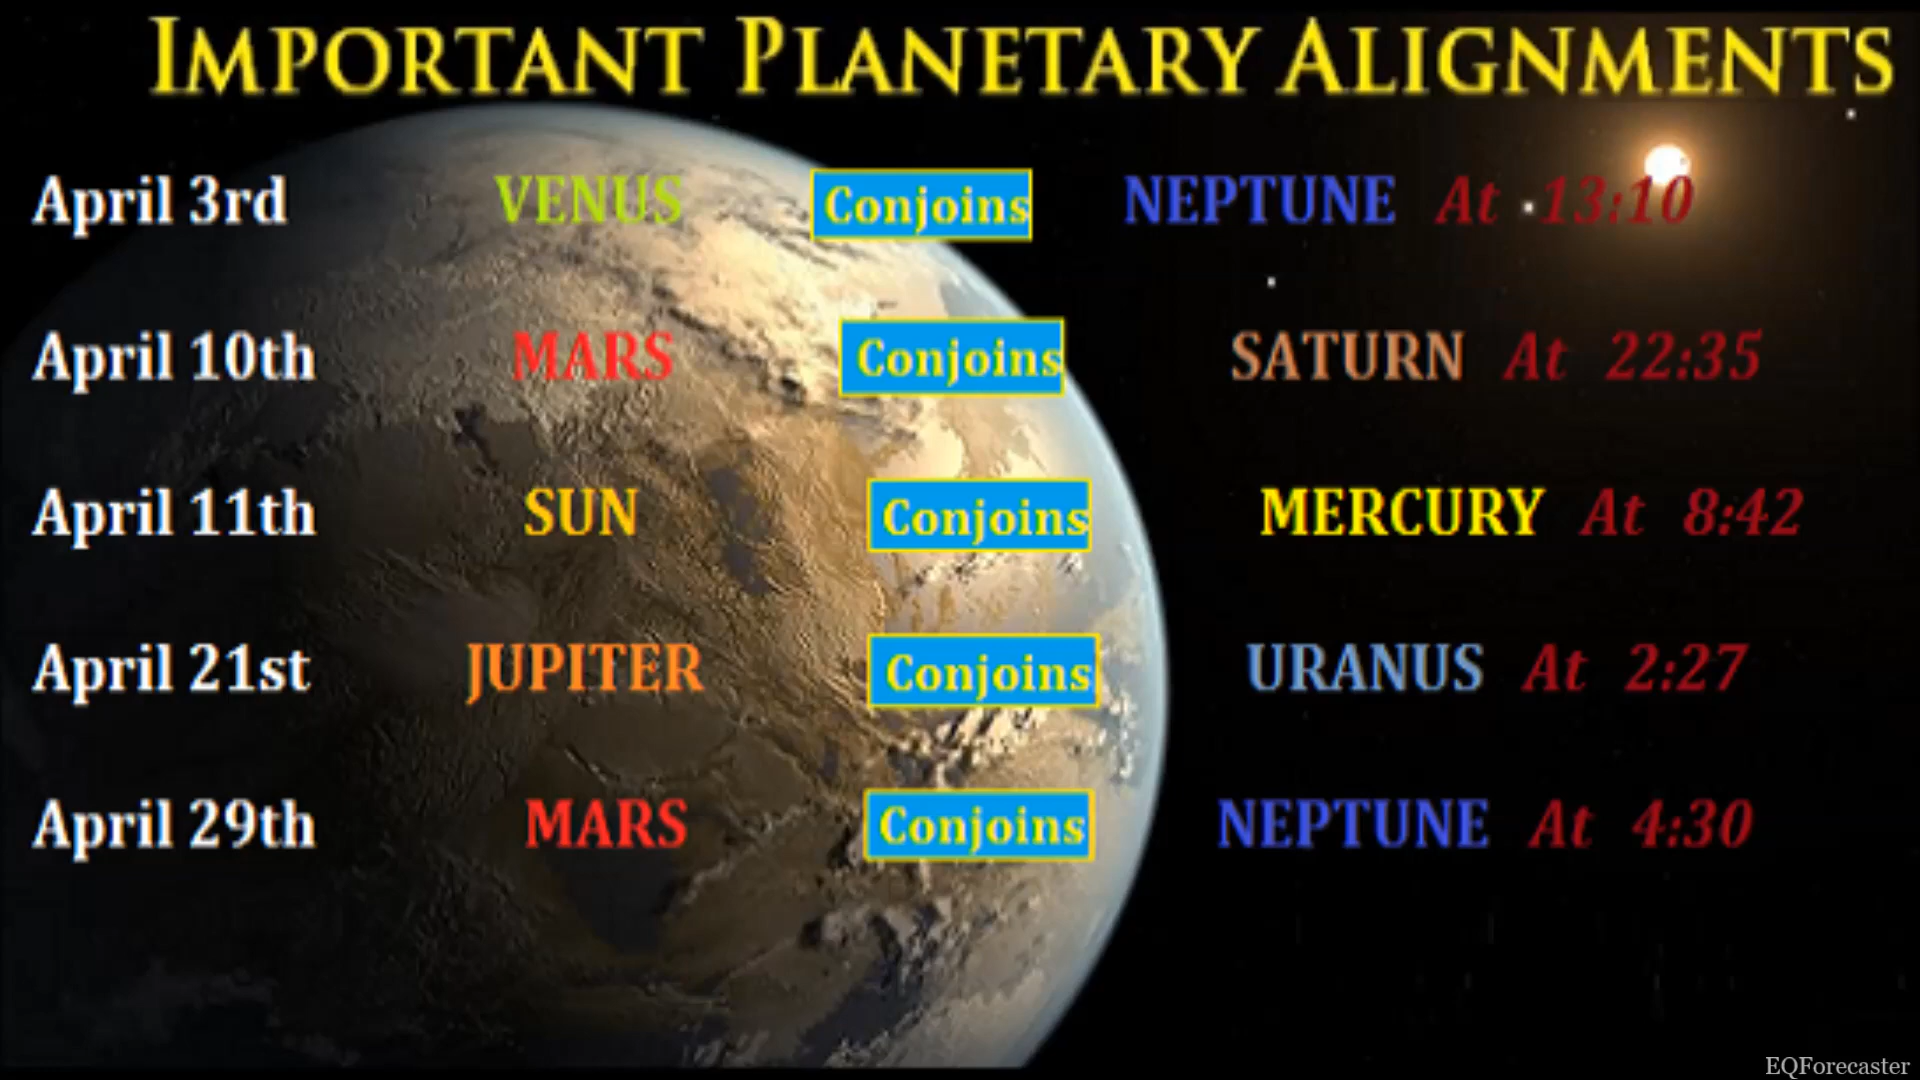 IMPORTANT PLANETARY ALIGNMENTS
April 3rd VENUS Conjoins NEPTUNE At 13:10
April 10th MARS Conjoins SATURN At 22:35
April 11th SUN Conjoins MERCURY At 8:42
April 21st JUPITER Conjoins URANUS At 2:27
April 29th MARS Conjoins NEPTUNE At 4:30
EQForecaster